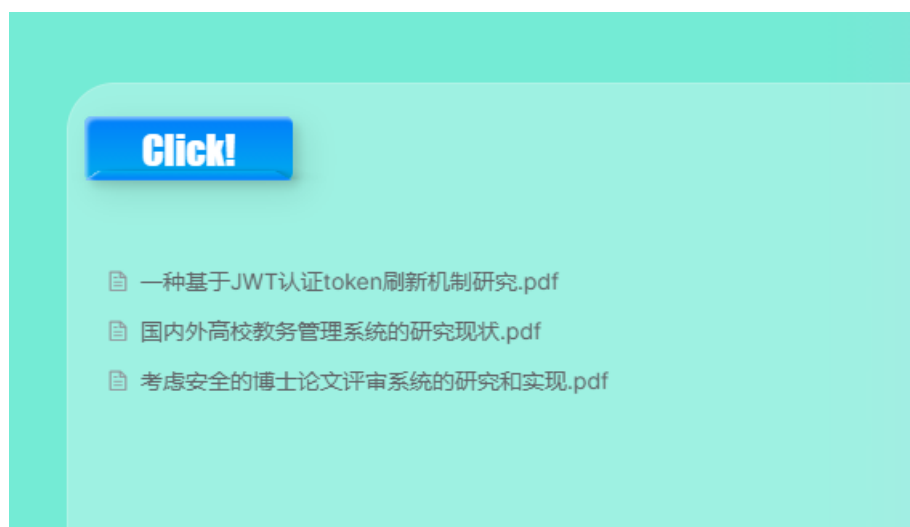 Click!
一种基于JWT认证token刷新机制研究.pdf
国内外高校教务管理系统的研究现状.pdf
考虑安全的博士论文评审系统的研究和实现.pdf